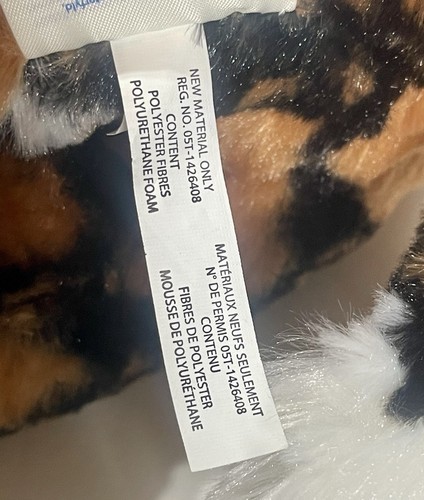 NEW MATERIAL ONLY
REG. NO. 05T-1426408
CONTENT
POLYESTER FIBRES
POLYURETHANE FOAM
MATÉRIAUX NEUFS SEULEMENT
N° DE PERMIS 05T-1426408
CONTENU
FIBRES DE POLYESTER
MOUSSE DE POLYURÉTHANE